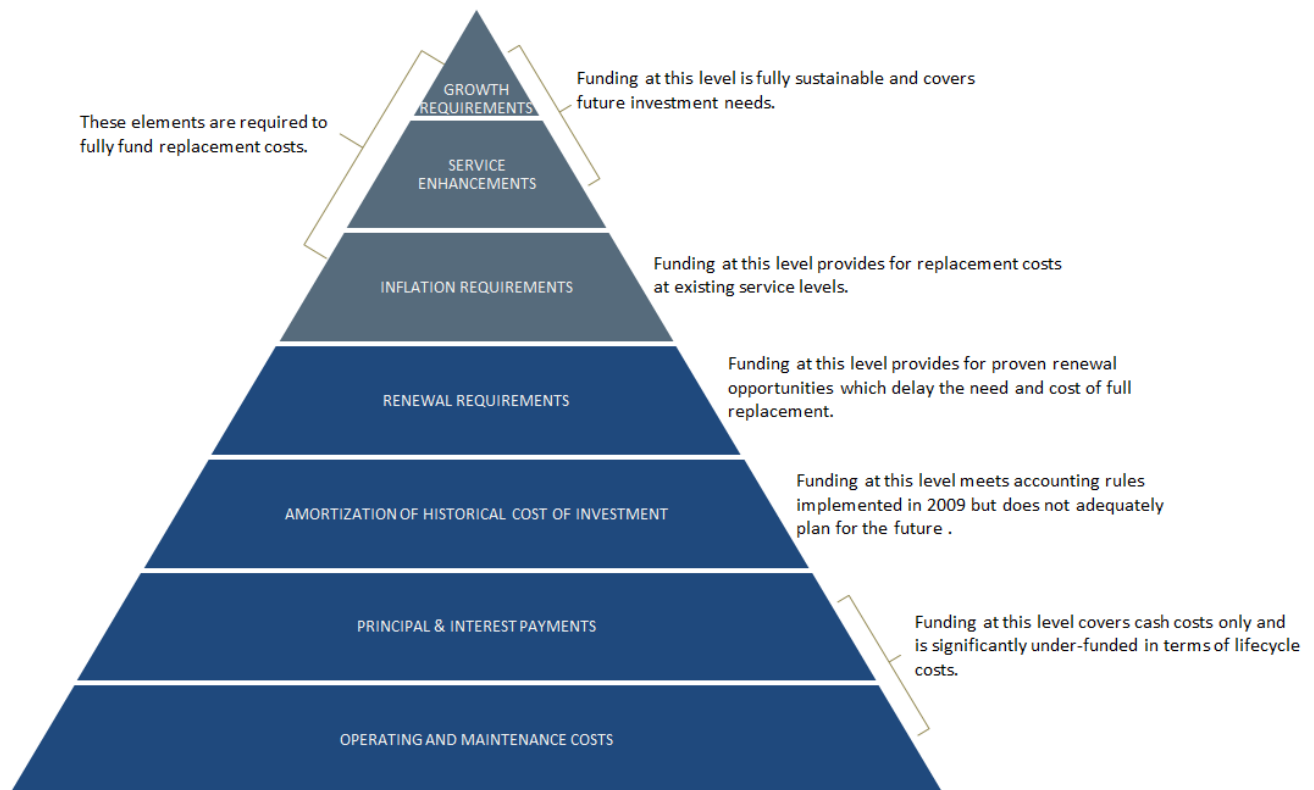 GROWTH
REQUIREMENTS
Funding at this level is fully sustainable and covers
future investment needs.
These elements are required to
fully fund replacement costs.
SERVICE
ENHANCEMENTS
INFLATION REQUIREMENTS
Funding at this level provides for replacement costs
at existing service levels.
RENEWAL REQUIREMENTS
Funding at this level provides for proven renewal
opportunities which delay the need and cost of full
replacement.
AMORTIZATION OF HISTORICAL COST OF INVESTMENT
Funding at this level meets accounting rules
implemented in 2009 but does not adequately
plan for the future .
PRINCIPAL & INTEREST PAYMENTS
Funding at this level covers cash costs only and
is significantly under-funded in terms of lifecycle
costs.
OPERATING AND MAINTENANCE COSTS